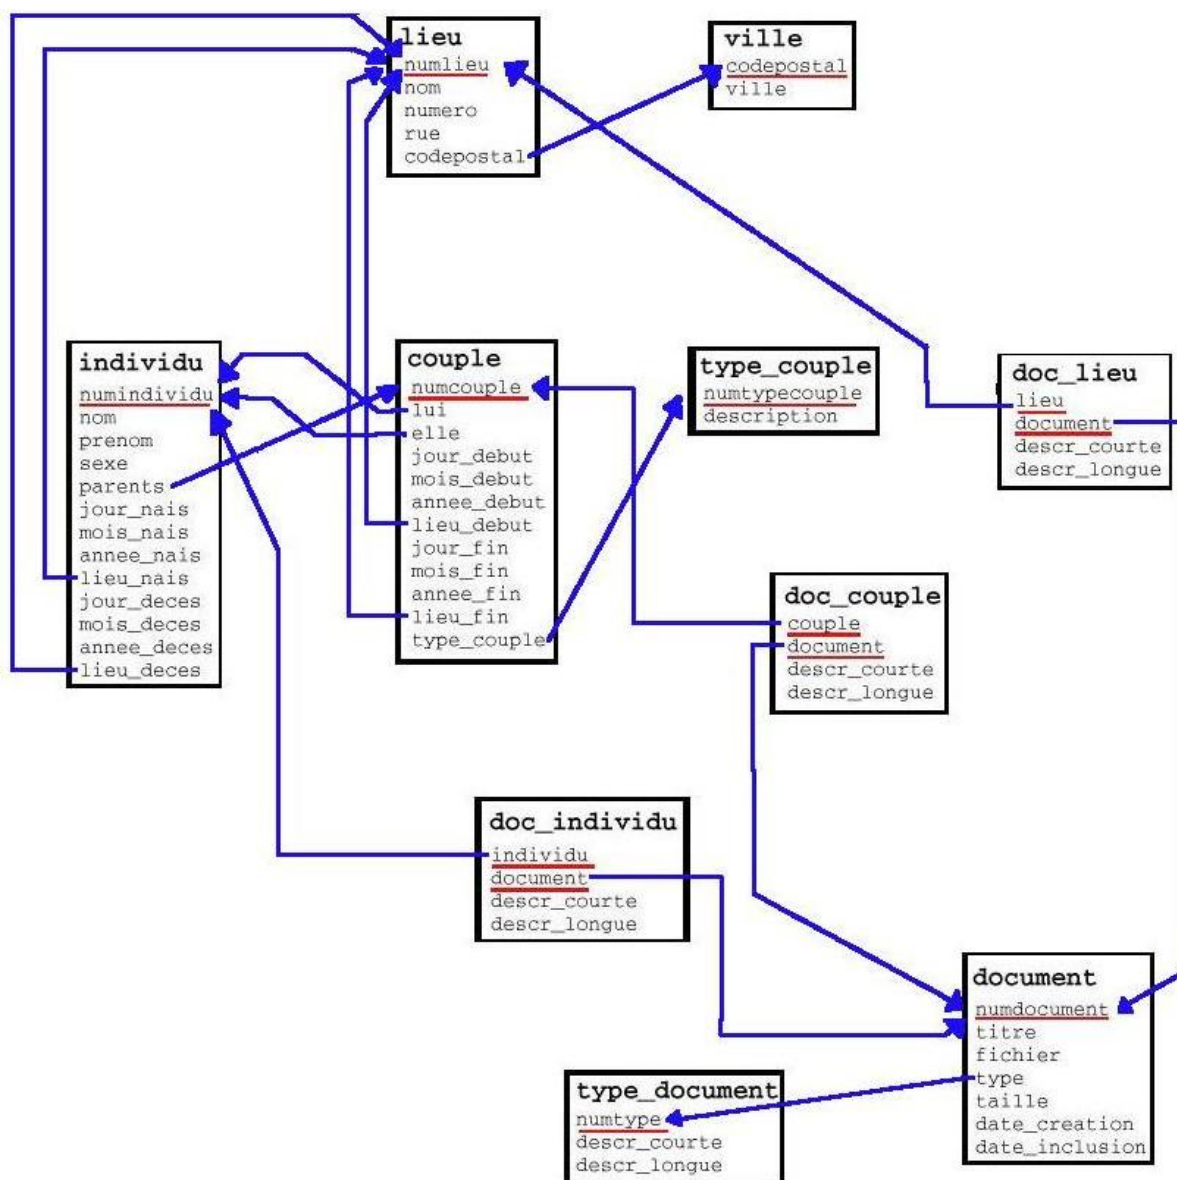 lieu
numlieu
nom
numero
rue
codepostal
ville
codepostal
ville
individu
numindividu
nom
prenom
sexe
parents
jour_nais
mois_nais
annee_nais
lieu_nais
jour_deces
mois_deces
annee_deces
lieu_deces
couple
numcouple
lui
elle
jour_debut
mois_debut
annee_debut
lieu_debut
jour_fin
mois_fin
annee_fin
lieu_fin
type_couple
type_couple
numtypecouple
description
doc_lieu
lieu
document
descr_courte
descr_longue
doc_couple
couple
document
descr_courte
descr_longue
doc_individu
individu
document
descr_courte
descr_longue
document
numdocument
titre
fichier
type
taille
date_creation
date_inclusion
type_document
numtype
descr_courte
descr_longue